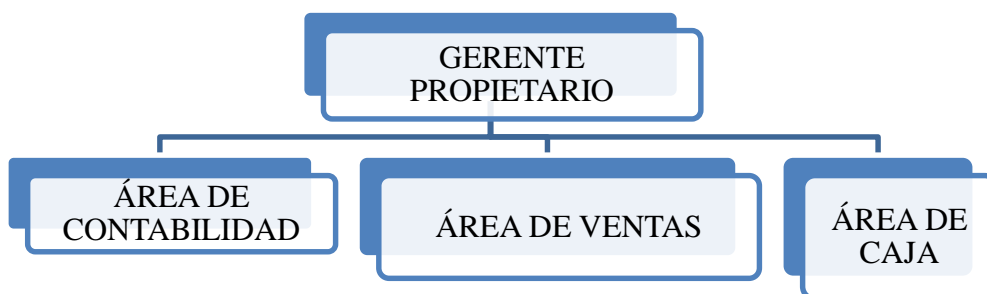 GERENTE
PROPIETARIO
ÁREA DE
CONTABILIDAD
ÁREA DE VENTAS
ÁREA DE
CAJA